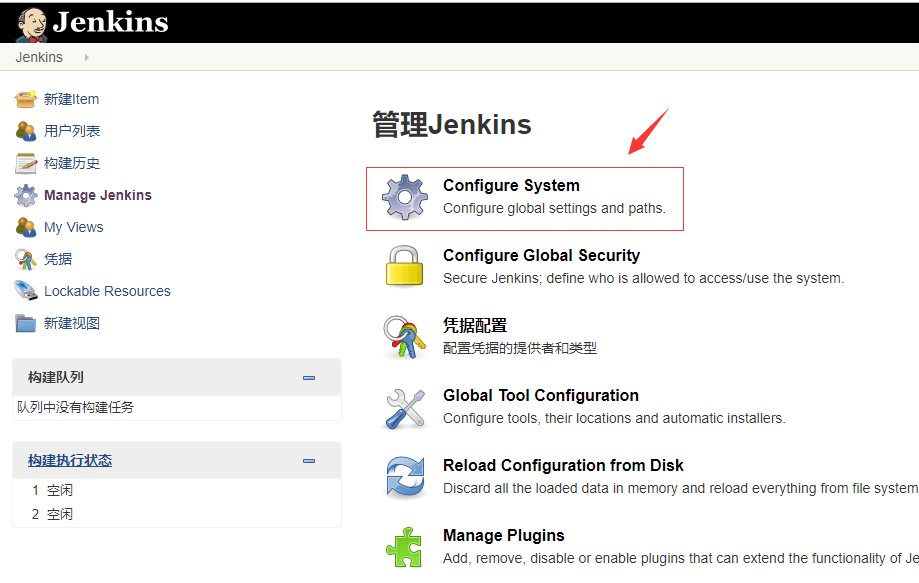 Jenkins
Jenkins
新建Item
用户列表
构建历史
Manage Jenkins
My Views
凭据
Lockable Resources
新建视图
构建队列
队列中没有构建任务
构建执行状态
1 空闲
2 空闲
管理Jenkins
Configure System
Configure global settings and paths.
Configure Global Security
Secure Jenkins; define who is allowed to access/use the system.
凭据配置
配置凭据的提供者和类型
Global Tool Configuration
Configure tools, their locations and automatic installers.
Reload Configuration from Disk
Discard all the loaded data in memory and reload everything from file system
Manage Plugins
Add, remove, disable or enable plugins that can extend the functionality of Je